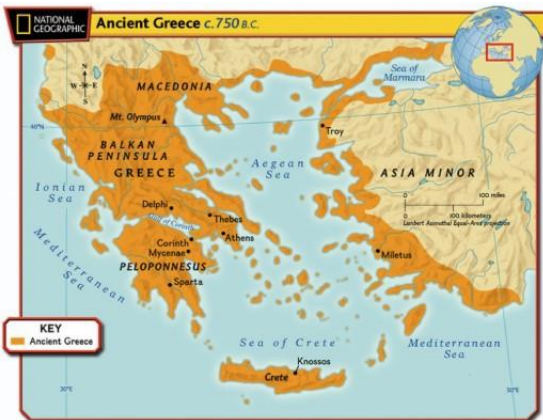 NATIONAL
GEOGRAPHIC
Ancient Greece c.750 B.C.
N
W E
S
MACEDONIA
Sea of
Marmara
Mt. Olympus
40°N
Troy
BALKAN
PENINSULA
GREECE
Aegean
Sea
ASIA MINOR
Ionian
Sea
0 100 miles
0 100 kilometers
Lambert Azimuthal Equal-Area projection
Delphi
Gulf of Corinth
Thebes
Athens
Corinth
Mycenae
Miletus
Mediterranean
Sea
PELOPONNESUS
Sparta
KEY
Ancient Greece
Sea of Crete
Mediterranean
Sea
Knossos
Crete